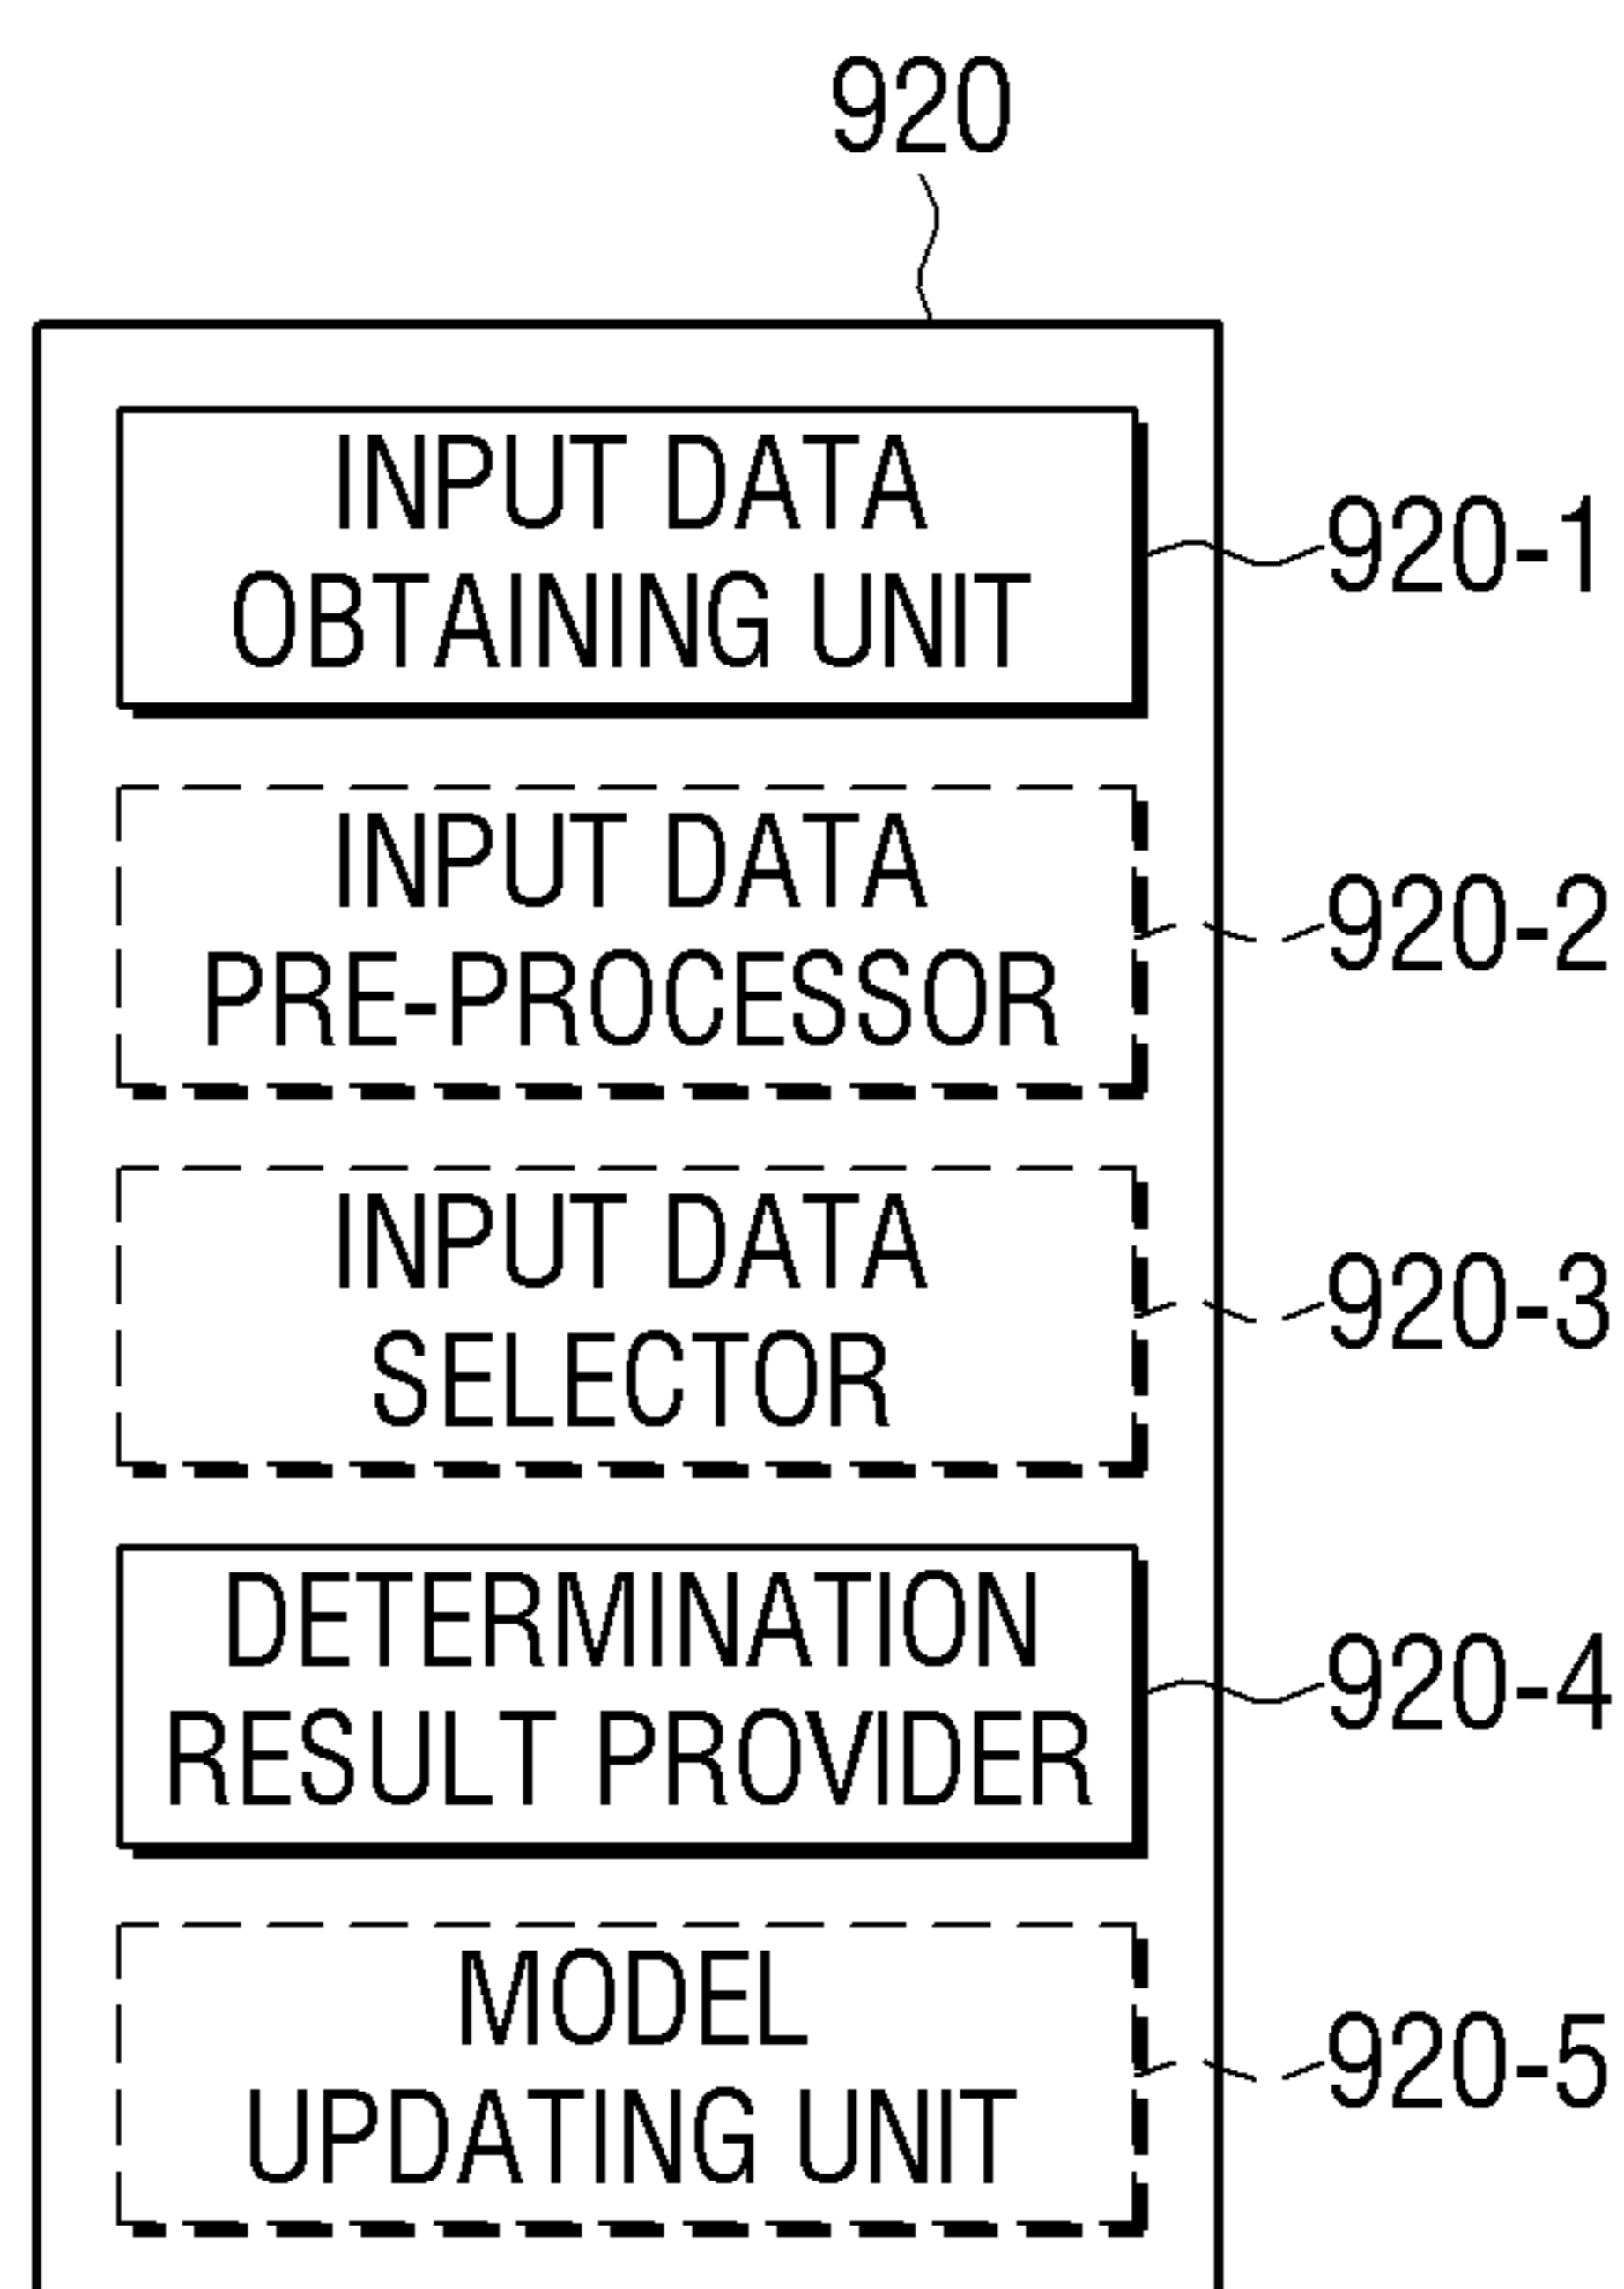 920
INPUT DATA
OBTAINING UNIT
920-1
INPUT DATA
PRE-PROCESSOR
920-2
INPUT DATA
SELECTOR
920-3
DETERMINATION
RESULT PROVIDER
920-4
MODEL
UPDATING UNIT
920-5